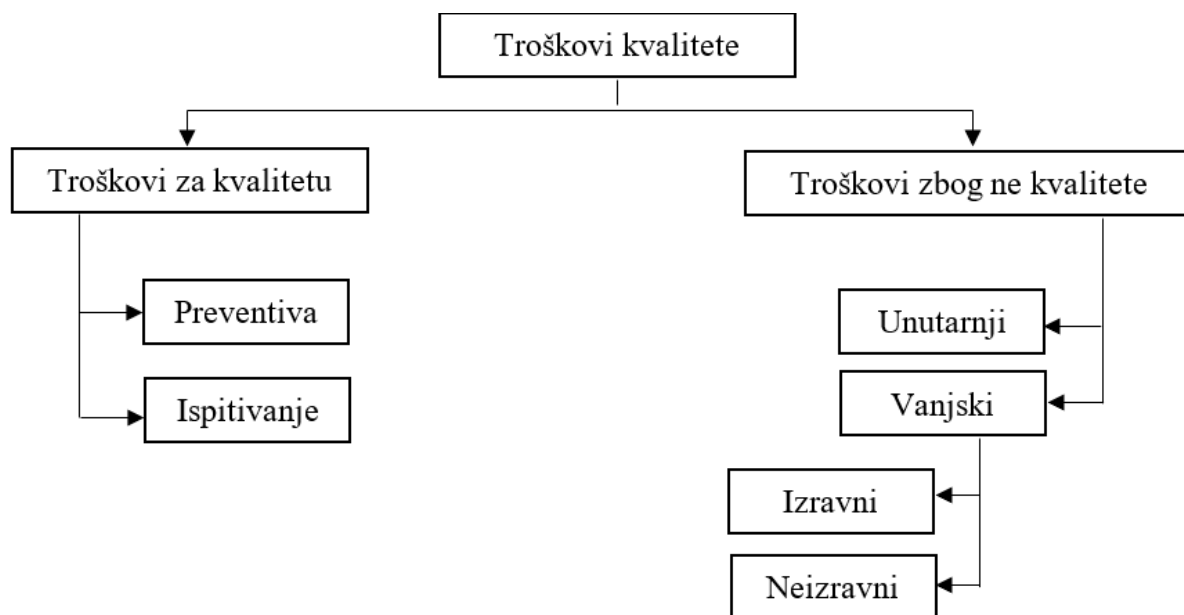 Troškovi kvalitete
Troškovi za kvalitetu
Troškovi zbog ne kvalitete
Preventiva
Unutarnji
Ispitivanje
Vanjski
Izravni
Neizravni